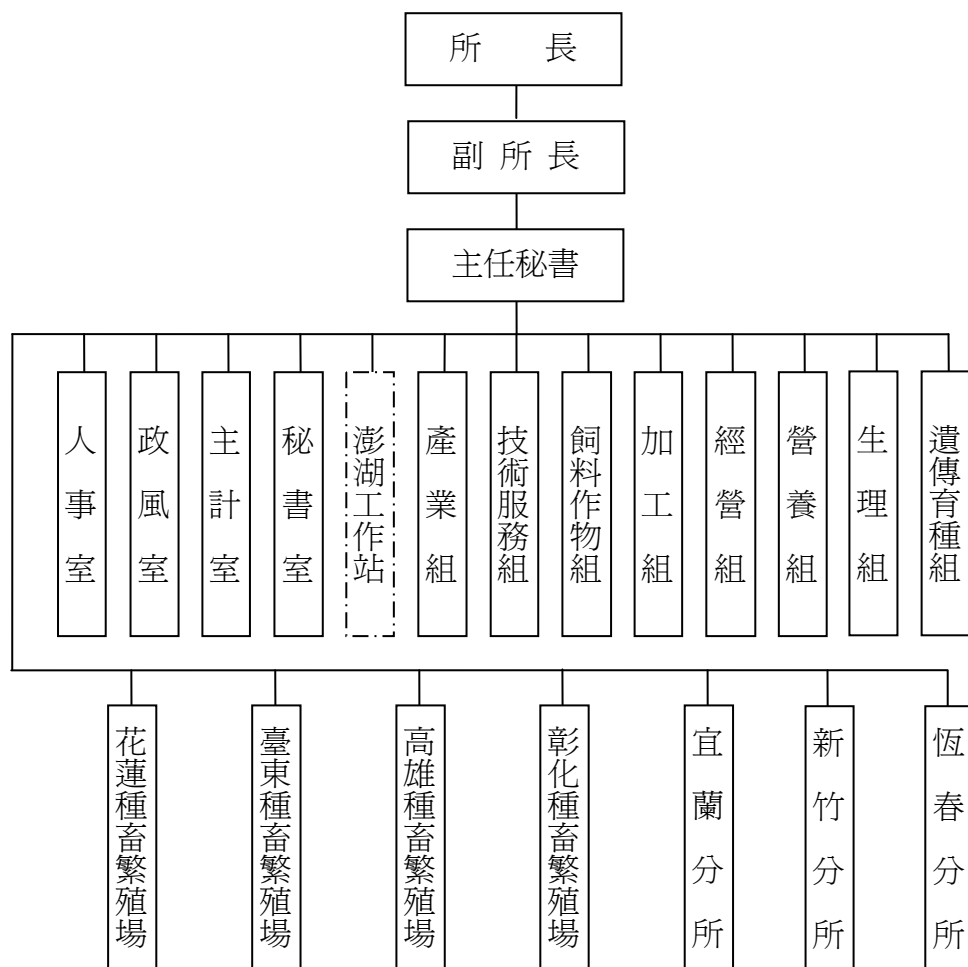 所長
副所長
主任秘書
人事室
政風室
主計室
秘書室
澎湖工作站
產業組
技術服務組
飼料作物組
加工組
經營組
營養組
生理組
遺傳育種組
花蓮種畜繁殖場
臺東種畜繁殖場
高雄種畜繁殖場
彰化種畜繁殖場
宜蘭分所
新竹分所
恆春分所